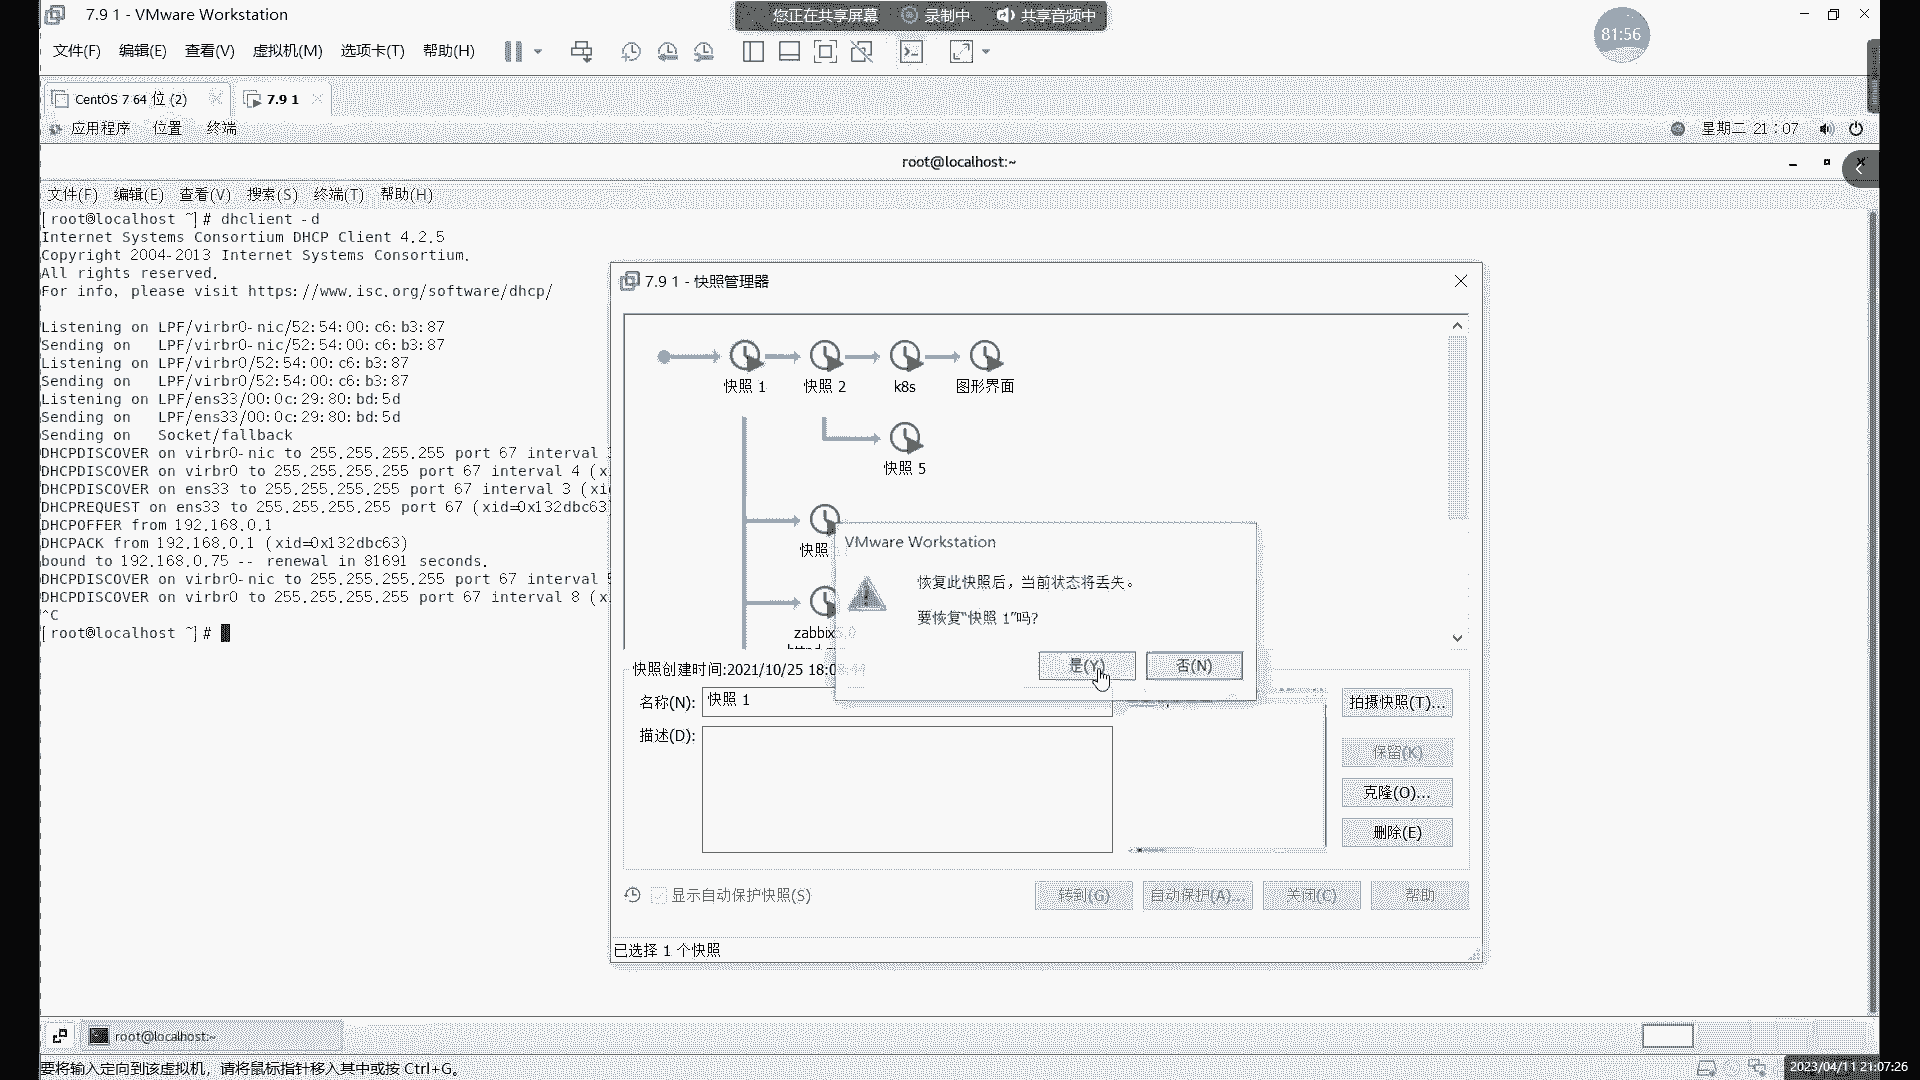 7.9 1 - VMware Workstation
您正在共享屏幕 录制中 共享音频中
81:56
文件(F) 编辑(E) 查看(V) 虚拟机(M) 选项卡(T) 帮助(H)
CentOS 7 64 位 (2)
7.9 1
应用程序 位置 终端
星期二 21：07
root@localhost:~
文件(F) 编辑(E) 查看(V) 搜索(S) 终端(T) 帮助(H)
[root@localhost ~]# dhclient -d
Internet Systems Consortium DHCP Client 4.2.5
Copyright 2004-2013 Internet Systems Consortium.
All rights reserved.
For info, please visit https://www.isc.org/software/dhcp/
Listening on LPF/virbr0-nic/52:54:00:c6:b3:87
Sending on   LPF/virbr0-nic/52:54:00:c6:b3:87
Listening on LPF/virbr0/52:54:00:c6:b3:87
Sending on   LPF/virbr0/52:54:00:c6:b3:87
Listening on LPF/ens33/00:0c:29:80:bd:5d
Sending on   LPF/ens33/00:0c:29:80:bd:5d
Sending on   Socket/fallback
DHCPDISCOVER on virbr0-nic to 255.255.255.255 port 67 interval
DHCPDISCOVER on virbr0 to 255.255.255.255 port 67 interval 4 (xi
DHCPDISCOVER on ens33 to 255.255.255.255 port 67 interval 3 (xi
DHCPREQUEST on ens33 to 255.255.255.255 port 67 (xid=0x132dbc63
DHCPOFFER from 192.168.0.1
DHCPACK from 192.168.0.1 (xid=0x132dbc63)
bound to 192.168.0.75 -- renewal in 81691 seconds.
DHCPDISCOVER on virbr0-nic to 255.255.255.255 port 67 interval
DHCPDISCOVER on virbr0 to 255.255.255.255 port 67 interval 8 (x
^C
[root@localhost ~]#
7.9 1 - 快照管理器
快照 1 快照 2 k8s 图形界面
快照 5
快照
zabbix5.0
VMware Workstation
恢复此快照后，当前状态将丢失。
要恢复“快照 1”吗?
是(Y) 否(N)
快照创建时间:2021/10/25 18:0
名称(N): 快照 1
描述(D):
拍摄快照(T)...
保留(K)
克隆(O)...
删除(E)
显示自动保护快照(S)
转到(G) 自动保护(A)... 关闭(C) 帮助
已选择 1 个快照
root@localhost:~
要将输入定向到该虚拟机，请将鼠标指针移入其中或按 Ctrl+G。
2023/04/11 21:07:26